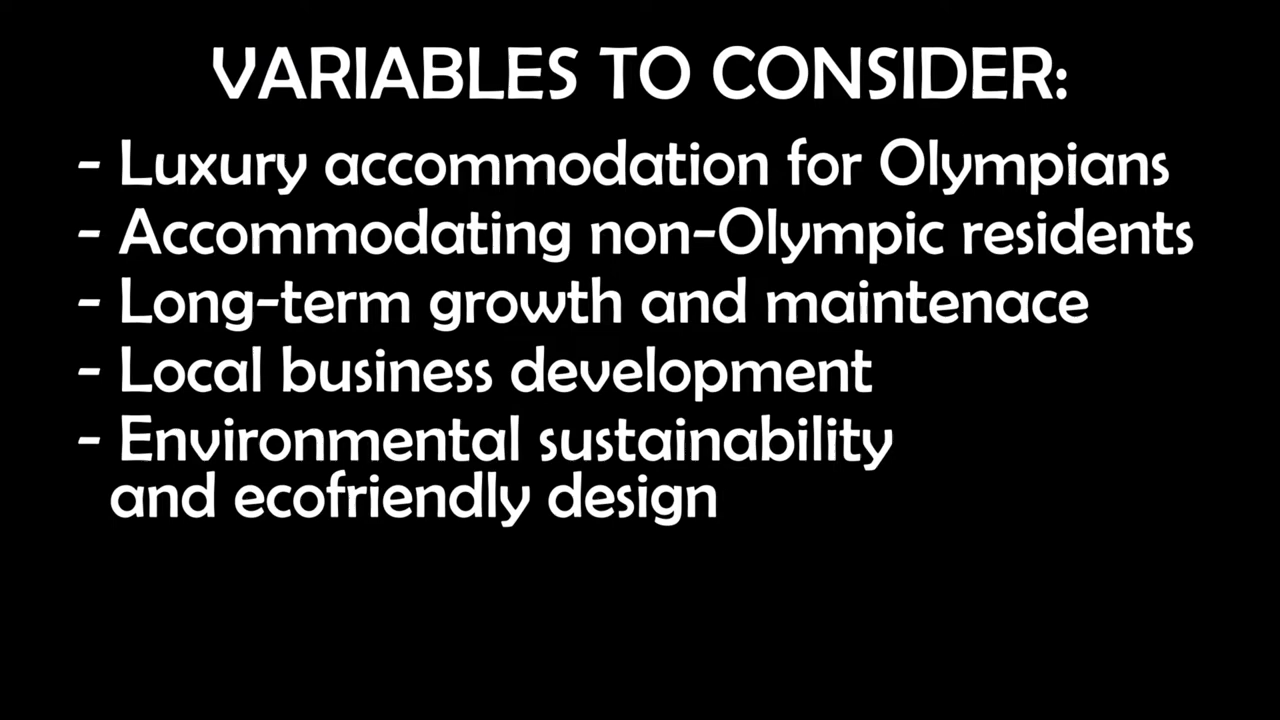 VARIABLES TO CONSIDER:
- Luxury accommodation for Olympians
- Accommodating non-Olympic residents
- Long-term growth and maintenace
- Local business development
- Environmental sustainability
and ecofriendly design